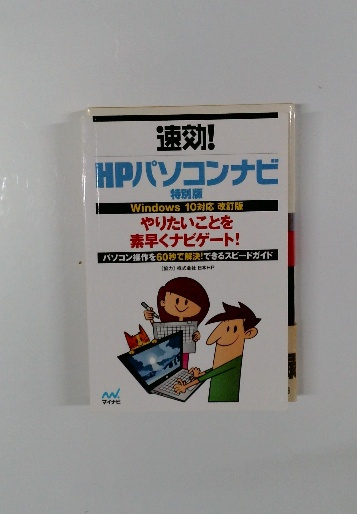 速効!
HPパソコンナビ
特別版
Windows 10対応 改訂版
やりたいことを
素早くナビゲート!
パソコン操作を60秒で解決!できるスピードガイド
[協力] 株式会社 日本HP
マイナビ